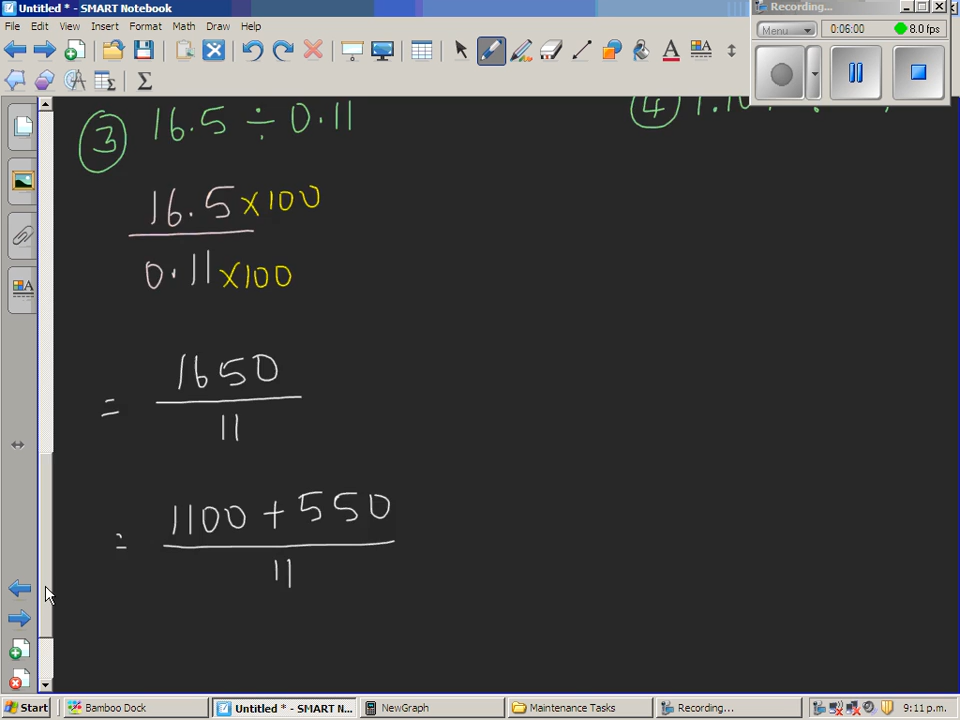 Untitled * - SMART Notebook
Recording...
File Edit View Insert Format Math Draw Help
Menu 0:06:00 8.0 fps
③ 16.5 ÷ 0.11
④
16.5 ×100
0.11 ×100
= 1650
11
= 1100 + 550
11
Start Bamboo Dock Untitled * - SMART N... NewGraph Maintenance Tasks Recording... 9:11 p.m.